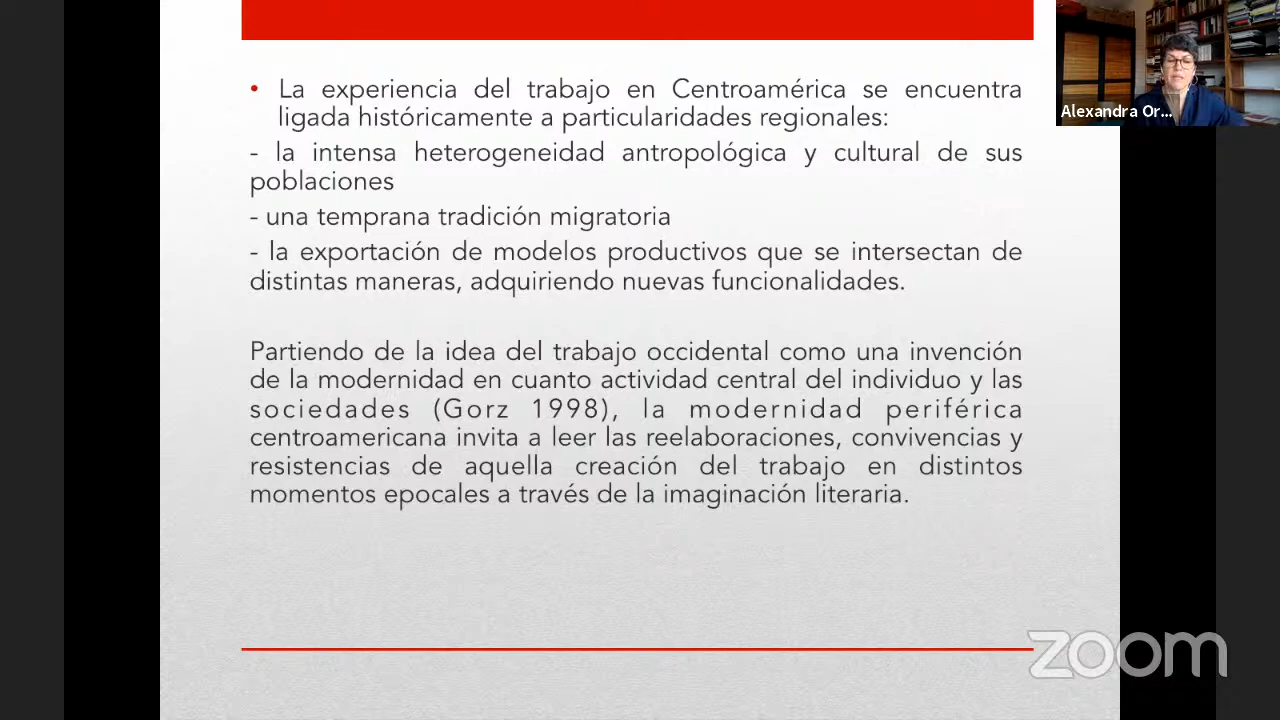 • La experiencia del trabajo en Centroamérica se encuentra
ligada históricamente a particularidades regionales:
- la intensa heterogeneidad antropológica y cultural de sus
poblaciones
- una temprana tradición migratoria
- la exportación de modelos productivos que se intersectan de
distintas maneras, adquiriendo nuevas funcionalidades.
Partiendo de la idea del trabajo occidental como una invención
de la modernidad en cuanto actividad central del individuo y las
sociedades (Gorz 1998), la modernidad periférica
centroamericana invita a leer las reelaboraciones, convivencias y
resistencias de aquella creación del trabajo en distintos
momentos epocales a través de la imaginación literaria.
Alexandra Or...
zoom